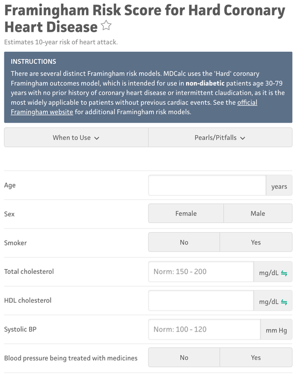 Framingham Risk Score for Hard Coronary
Heart Disease
Estimates 10-year risk of heart attack.
INSTRUCTIONS
There are several distinct Framingham risk models. MDCalc uses the 'Hard' coronary
Framingham outcomes model, which is intended for use in non-diabetic patients age 30-79
years with no prior history of coronary heart disease or intermittent claudication, as it is the
most widely applicable to patients without previous cardiac events. See the official
Framingham website for additional Framingham risk models.
When to Use
Pearls/Pitfalls
Age
years
Sex
Female
Male
Smoker
No
Yes
Total cholesterol
Norm: 150 - 200
mg/dL
HDL cholesterol
mg/dL
Systolic BP
Norm: 100 - 120
mm Hg
Blood pressure being treated with medicines
No
Yes